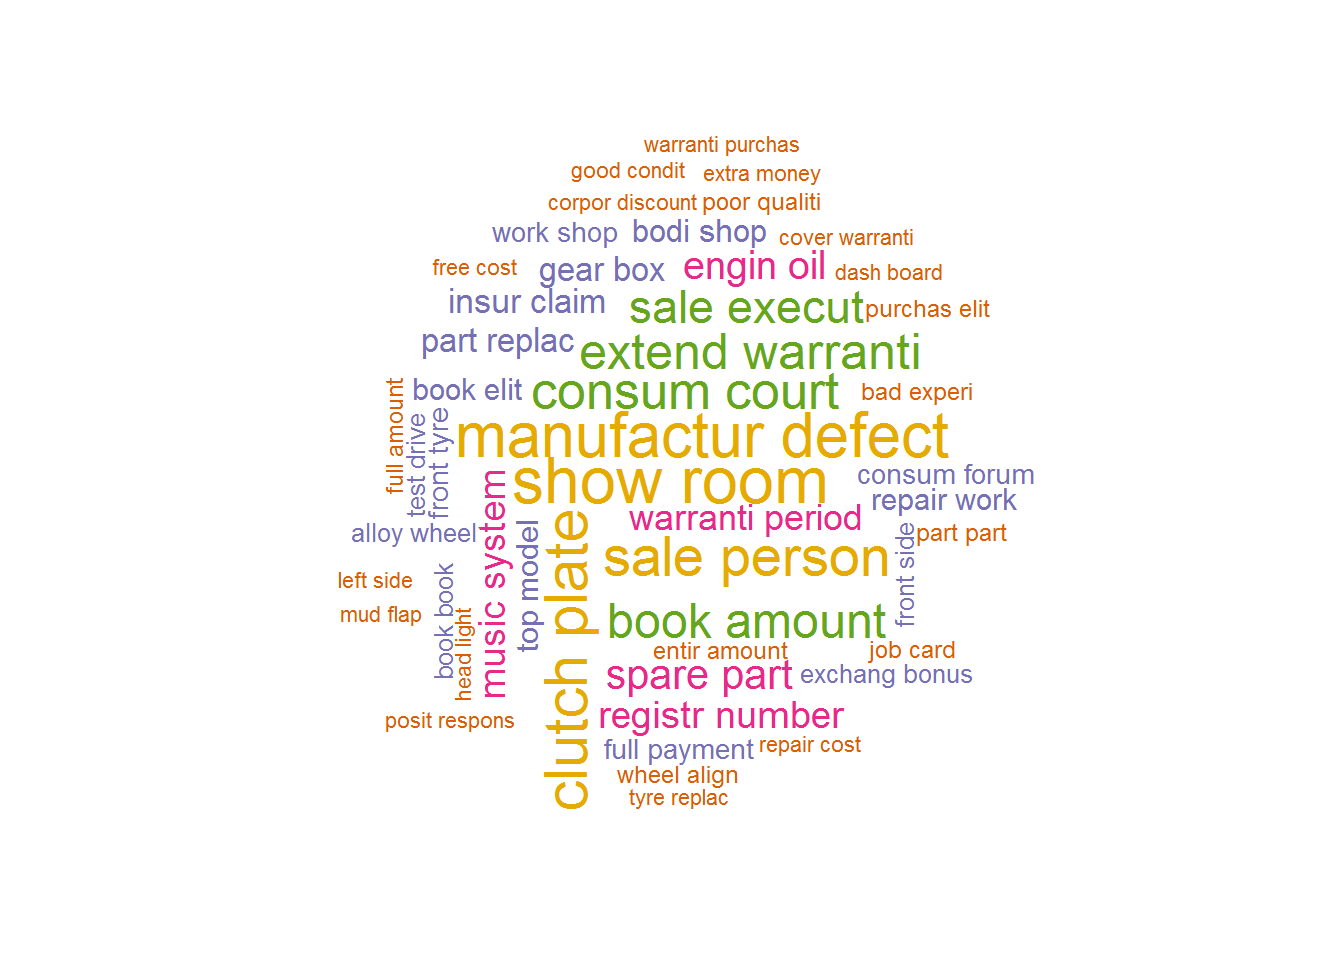 warranti purchas
good condit
extra money
corpor discount
poor qualiti
work shop
bodi shop
cover warranti
free cost
gear box
engin oil
dash board
insur claim
sale execut
purchas elit
part replac
extend warranti
book elit
consum court
bad experi
full amount
test drive
front tyre
manufactur defect
show room
consum forum
repair work
alloy wheel
music system
top model
clutch plate
warranti period
front side
part part
sale person
left side
mud flap
book book
head light
book amount
entir amount
job card
spare part
exchang bonus
posit respons
registr number
full payment
repair cost
wheel align
tyre replac